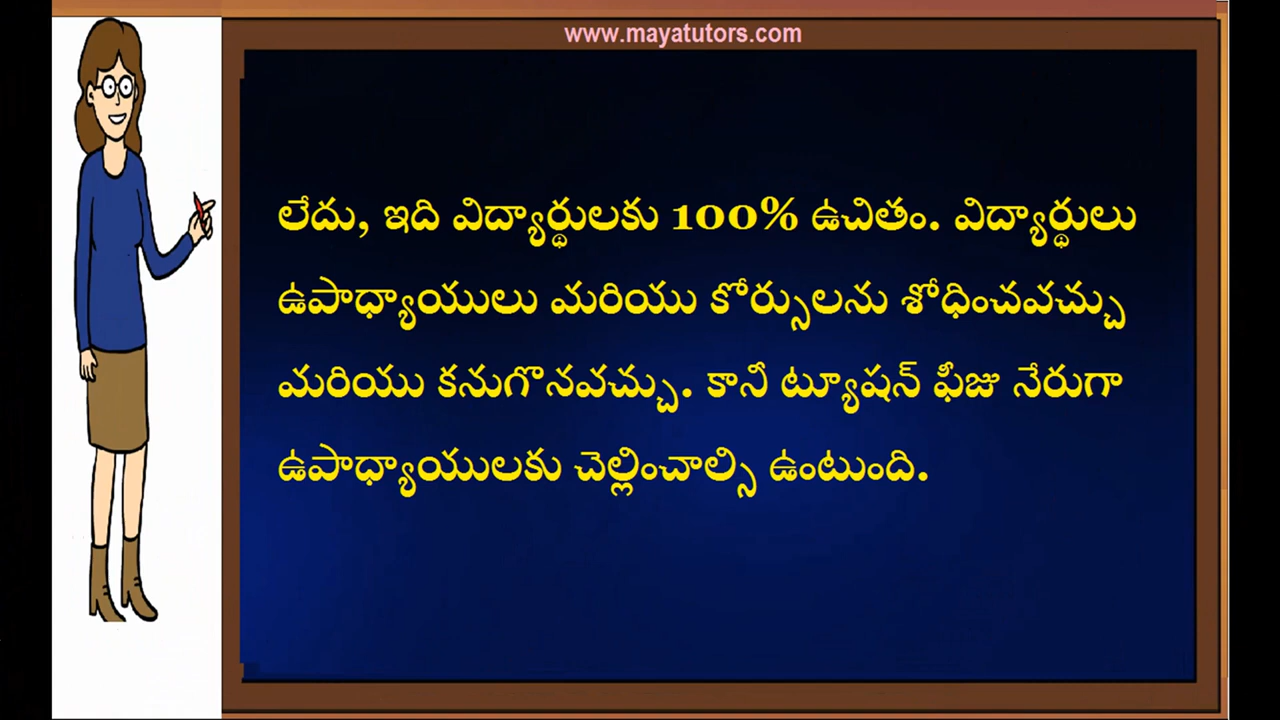 www.mayatutors.com
లేదు, ఇది విద్యార్థులకు 100% ఉచితం. విద్యార్థులు
ఉపాధ్యాయులు మరియు కోర్సులను శోధించవచ్చు
మరియు కనుగొనవచ్చు. కానీ ట్యూషన్ ఫీజు నేరుగా
ఉపాధ్యాయులకు చెల్లించాల్సి ఉంటుంది.